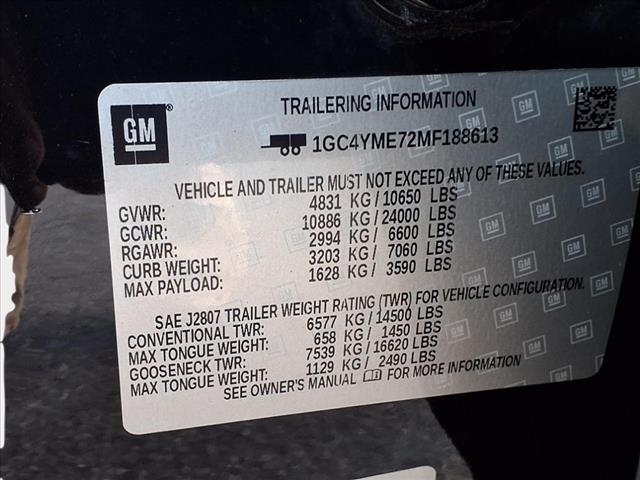 GM
TRAILERING INFORMATION
1GC4YME72MF188613
VEHICLE AND TRAILER MUST NOT EXCEED ANY OF THESE VALUES.
GVWR: 4831 KG/10650 LBS
GCWR: 10886 KG/24000 LBS
RGAWR: 2994 KG/ 6600 LBS
CURB WEIGHT: 3203 KG/ 7060 LBS
MAX PAYLOAD: 1628 KG/ 3590 LBS
SAE J2807 TRAILER WEIGHT RATING (TWR) FOR VEHICLE CONFIGURATION.
CONVENTIONAL TWR: 6577 KG/14500 LBS
MAX TONGUE WEIGHT: 658 KG/ 1450 LBS
GOOSENECK TWR: 7539 KG/16620 LBS
MAX TONGUE WEIGHT: 1129 KG/ 2490 LBS
SEE OWNER'S MANUAL FOR MORE INFORMATION